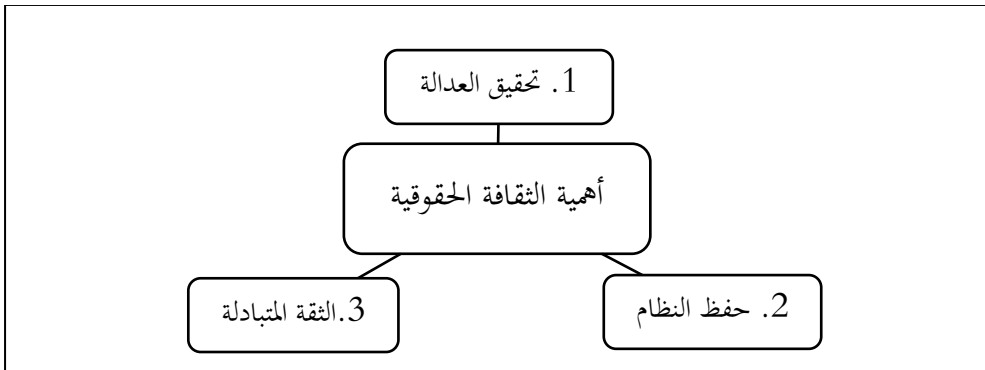 1. تحقيق العدالة
أهمية الثقافة الحقوقية
2. حفظ النظام
3.الثقة المتبادلة